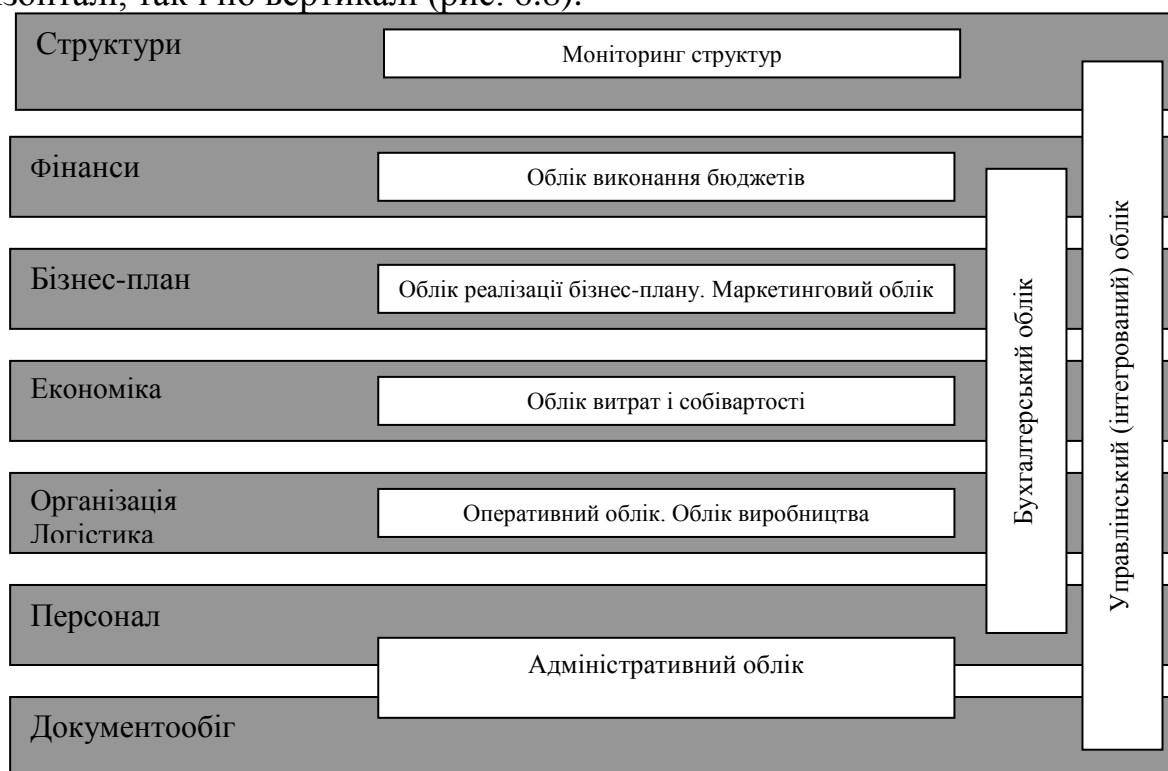 зонталі, так і по вертикалі (рис. 6.8).
Структури
Моніторинг структур
Фінанси
Облік виконання бюджетів
Бізнес-план
Облік реалізації бізнес-плану. Маркетинговий облік
Економіка
Облік витрат і собівартості
Організація
Логістика
Оперативний облік. Облік виробництва
Персонал
Адміністративний облік
Документообіг
Бухгалтерський облік
Управлінський (інтегрований) облік